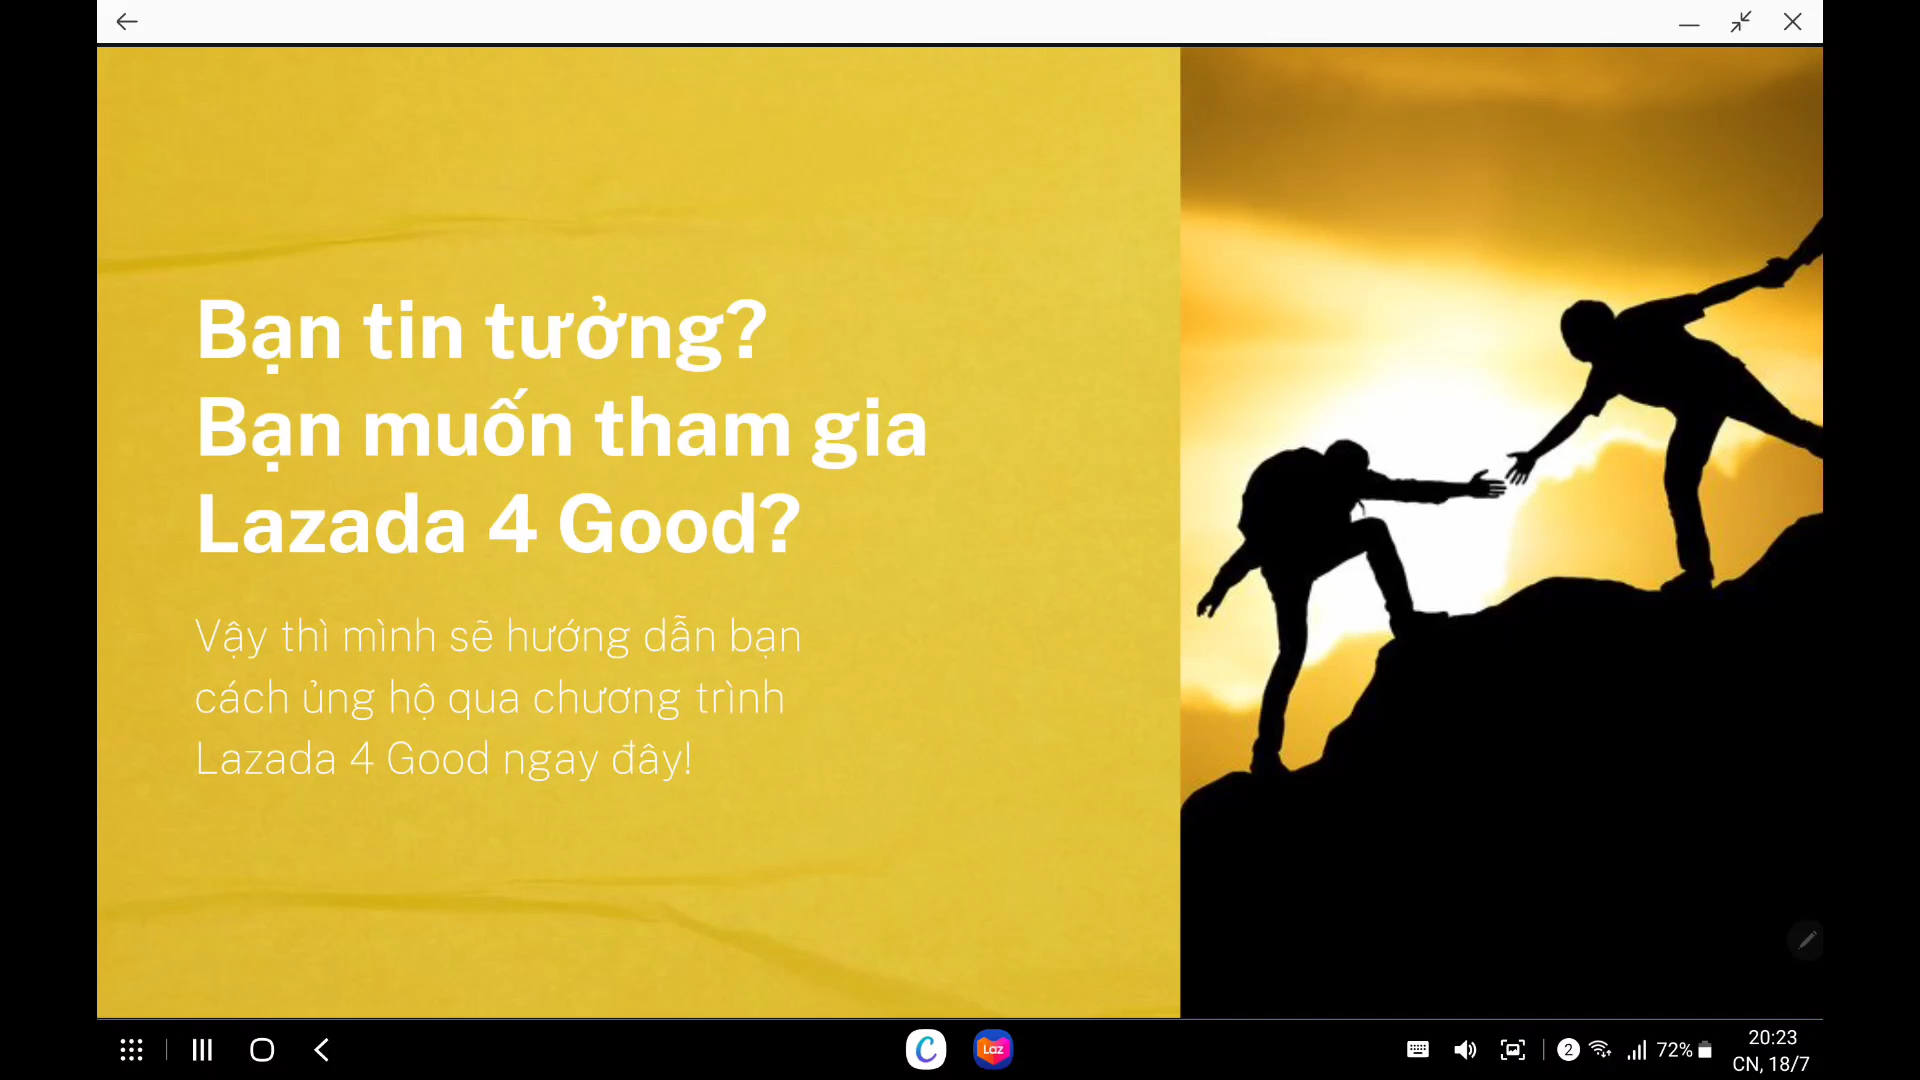 Bạn tin tưởng?
Bạn muốn tham gia
Lazada 4 Good?
Vậy thì mình sẽ hướng dẫn bạn
cách ủng hộ qua chương trình
Lazada 4 Good ngay đây!
C
Laz
2
72%
20:23
CN, 18/7